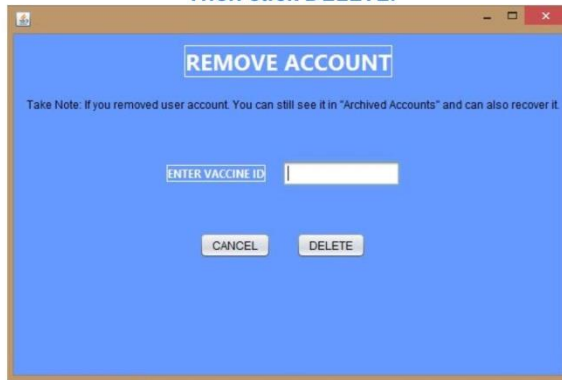 Then click DELETE.
REMOVE ACCOUNT
Take Note: If you removed user account. You can still see it in "Archived Accounts" and can also recover it.
ENTER VACCINE ID
CANCEL DELETE